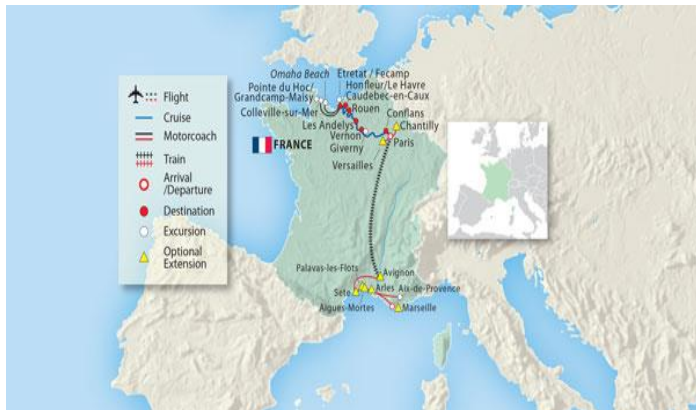 Flight
Cruise
Motorcoach
Train
Arrival
/Departure
Destination
Excursion
Optional
Extension
Omaha Beach
Pointe du Hoc/
Grandcamp-Maisy
Colleville-sur-Mer
Etretat / Fecamp
Honfleur/Le Havre
Caudebec-en-Caux
Rouen
Les Andelys
Vernon
Giverny
Versailles
Conflans
Chantilly
Paris
FRANCE
Avignon
Palavas-les-Flots
Arles
Aix-de-Provence
Sete
Aigues-Mortes
Marseille